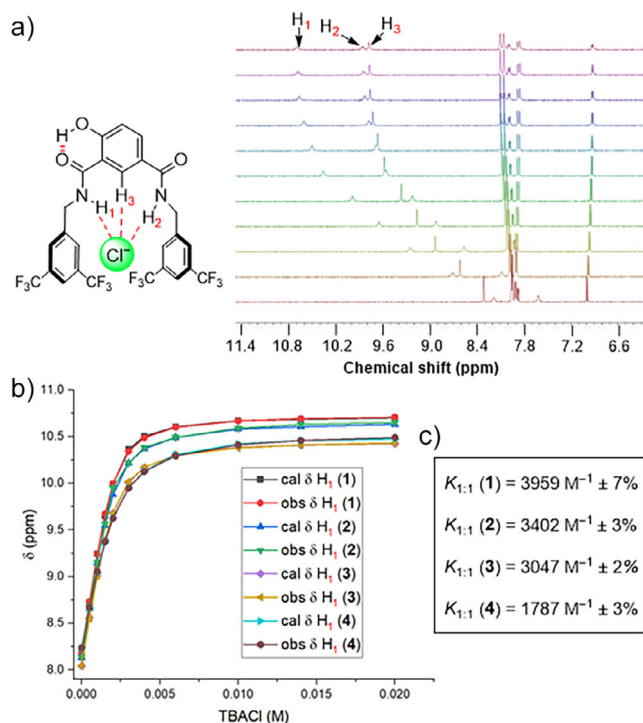 a)
H1
H2
H3
H
O
O
O
N
H1
H3
H2
N
Cl−
F3C
CF3
F3C
CF3
11.4 10.8 10.2 9.6 9.0 8.4 7.8 7.2 6.6
Chemical shift (ppm)
b)
11.0
10.5
10.0
9.5
9.0
8.5
8.0
δ (ppm)
cal δ H1 (1)
obs δ H1 (1)
cal δ H1 (2)
obs δ H1 (2)
cal δ H1 (3)
obs δ H1 (3)
cal δ H1 (4)
obs δ H1 (4)
0.000 0.005 0.010 0.015 0.020
TBACl (M)
c)
K1:1 (1) = 3959 M−1 ± 7%
K1:1 (2) = 3402 M−1 ± 3%
K1:1 (3) = 3047 M−1 ± 2%
K1:1 (4) = 1787 M−1 ± 3%